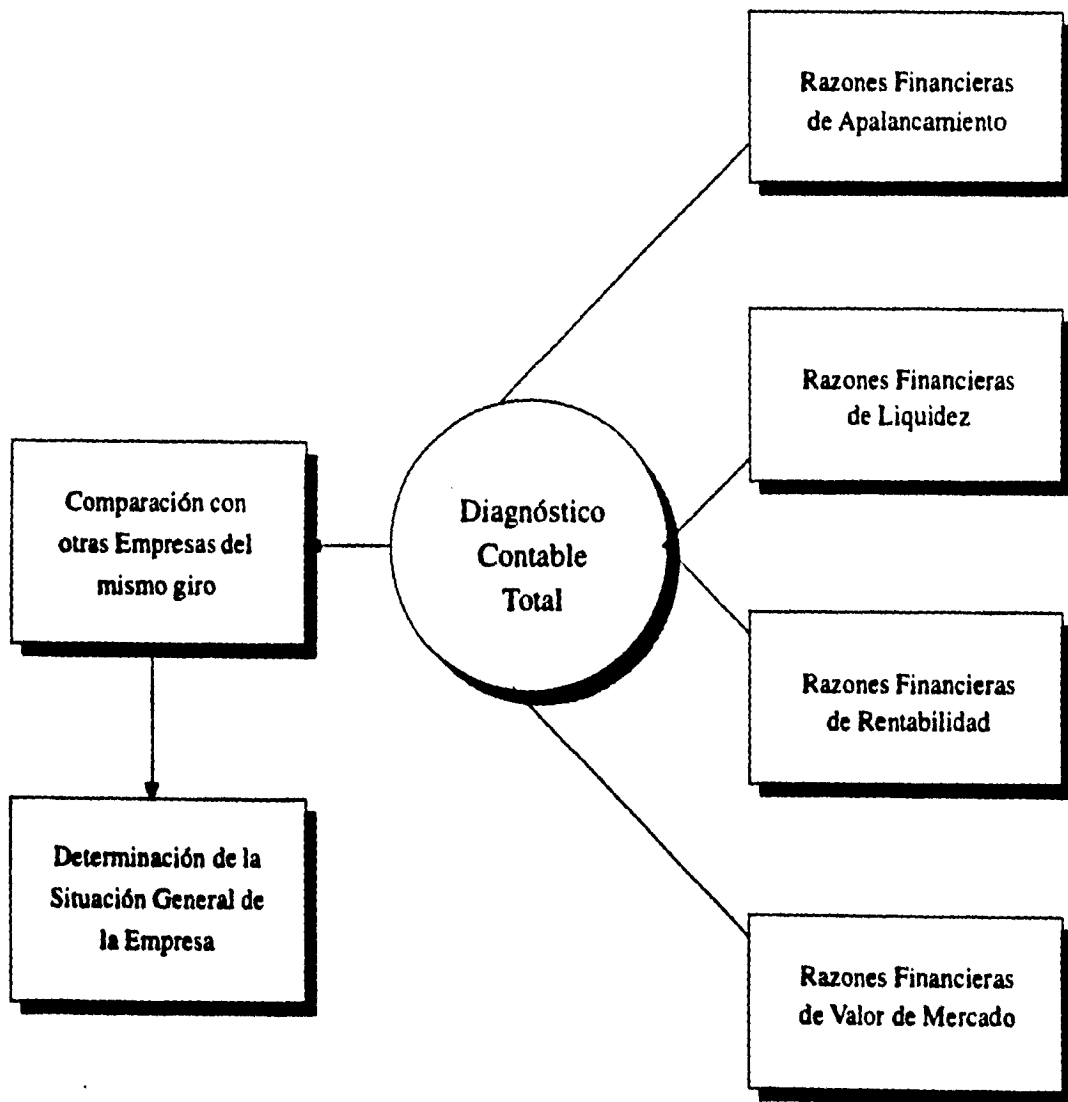 Razones Financieras
de Apalancamiento
Razones Financieras
de Liquidez
Comparación con
otras Empresas del
mismo giro
Diagnóstico
Contable
Total
Razones Financieras
de Rentabilidad
Determinación de la
Situación General de
la Empresa
Razones Financieras
de Valor de Mercado